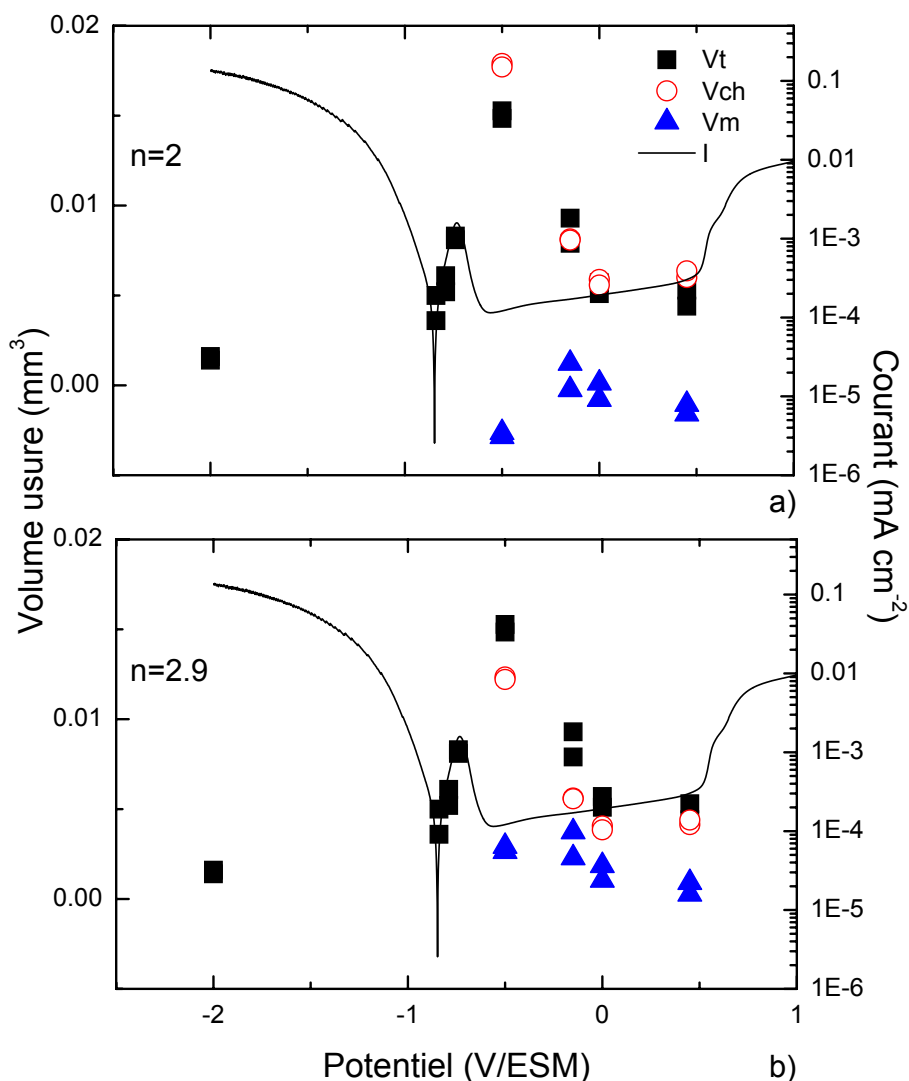 0.02
0.01
0.00
0.1
0.01
1E-3
1E-4
1E-5
1E-6
Vt
Vch
Vm
I
n=2
a)
Volume usure (mm³)
Courant (mA cm⁻²)
0.02
0.01
0.00
0.1
0.01
1E-3
1E-4
1E-5
1E-6
n=2.9
-2
-1
0
1
Potentiel (V/ESM)
b)